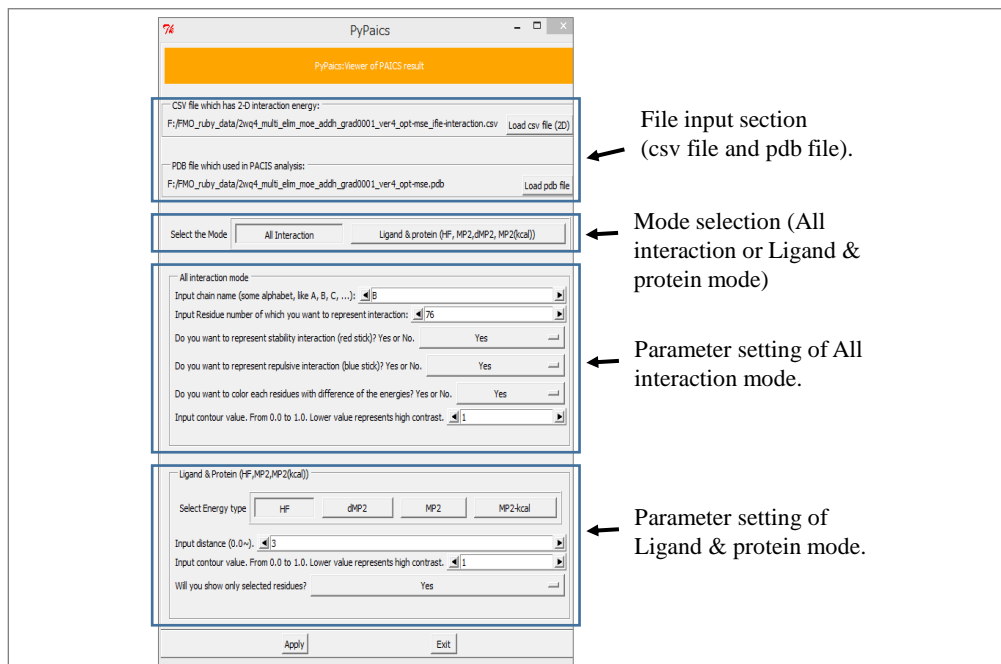 PyPaics
PyPaics:Viewer of PAICS result
CSV file which has 2-D interaction energy:
F:/FMO_ruby_data/2wq4_multi_elim_moe_addh_grad0001_ver4_opt-mse_ifie-interaction.csv Load csv file (2D)
PDB file which used in PACIS analysis:
F:/FMO_ruby_data/2wq4_multi_elim_moe_addh_grad0001_ver4_opt-mse.pdb Load pdb file
File input section
(csv file and pdb file).
Select the Mode All Interaction Ligand & protein (HF, MP2,dMP2, MP2(kcal))
Mode selection (All
interaction or Ligand &
protein mode)
All interaction mode
Input chain name (some alphabet, like A, B, C, ...): B
Input Residue number of which you want to represent interaction: 76
Do you want to represent stability interaction (red stick)? Yes or No. Yes
Do you want to represent repulsive interaction (blue stick)? Yes or No. Yes
Do you want to color each residues with difference of the energies? Yes or No. Yes
Input contour value. From 0.0 to 1.0. Lower value represents high contrast. 1
Parameter setting of All
interaction mode.
Ligand & Protein (HF,MP2,MP2(kcal))
Select Energy type HF dMP2 MP2 MP2-kcal
Input distance (0.0~). 3
Input contour value. From 0.0 to 1.0. Lower value represents high contrast. 1
Will you show only selected residues? Yes
Parameter setting of
Ligand & protein mode.
Apply Exit